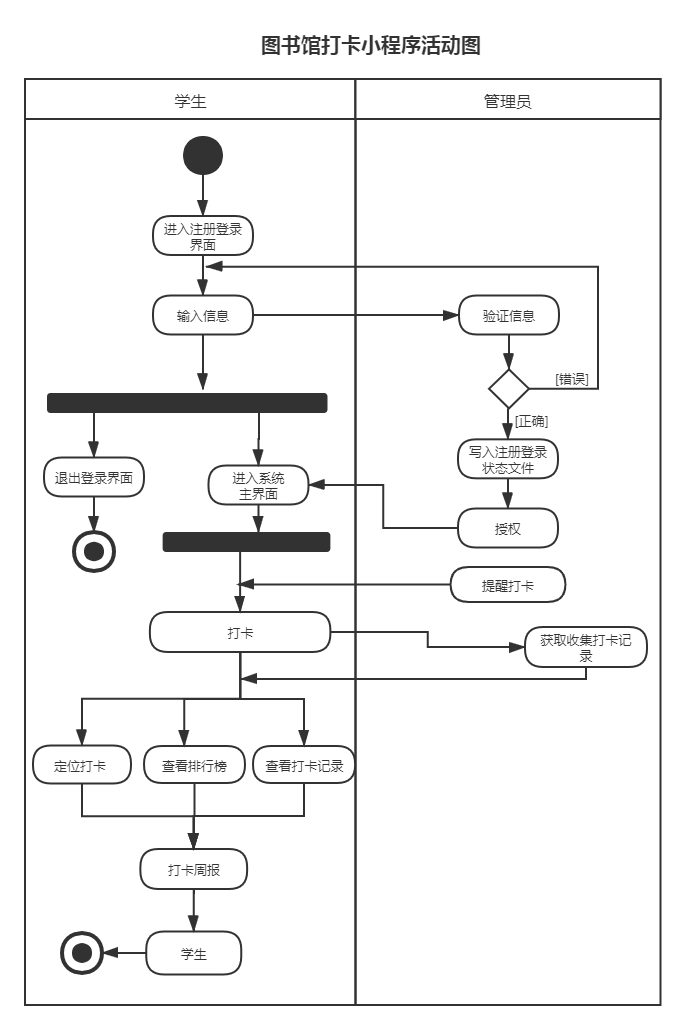 图书馆打卡小程序活动图
学生
管理员
进入注册登录
界面
输入信息
验证信息
[错误]
[正确]
写入注册登录
状态文件
退出登录界面
进入系统
主界面
授权
提醒打卡
打卡
获取收集打卡记
录
定位打卡
查看排行榜
查看打卡记录
打卡周报
学生